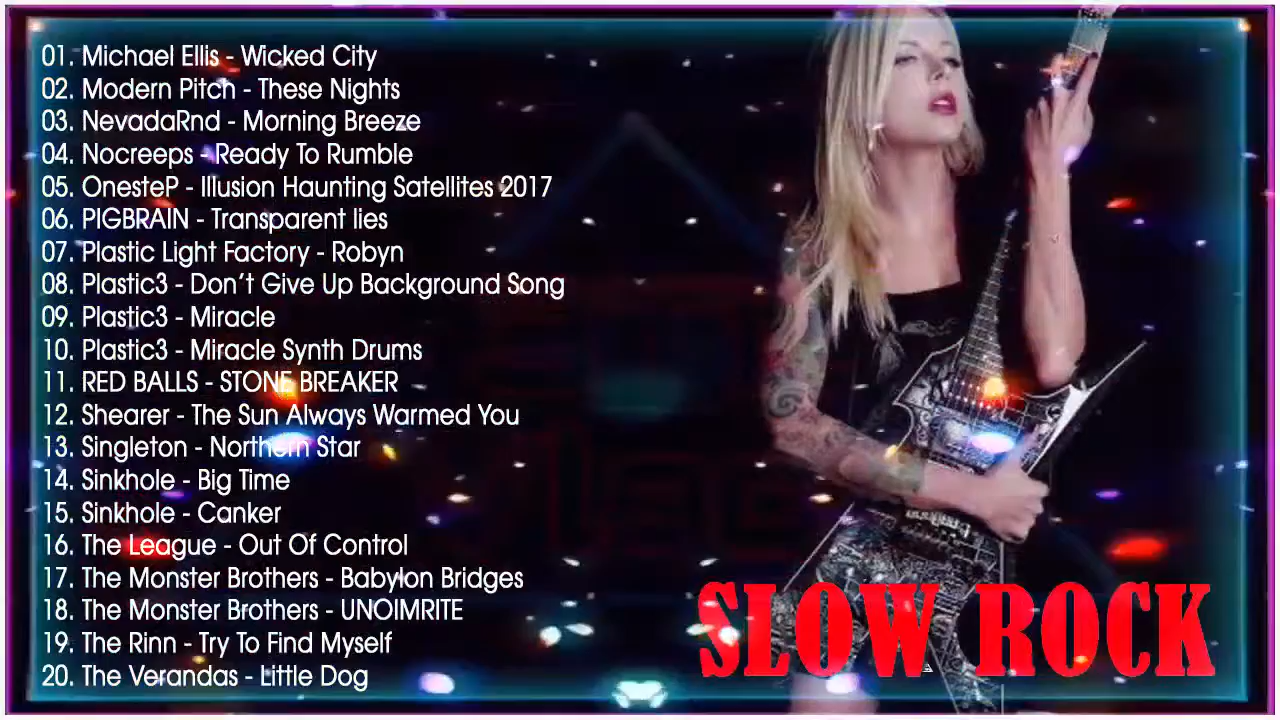 01. Michael Ellis - Wicked City
02. Modern Pitch - These Nights
03. NevadaRnd - Morning Breeze
04. Nocreeps - Ready To Rumble
05. OnesteP - Illusion Haunting Satellites 2017
06. PIGBRAIN - Transparent lies
07. Plastic Light Factory - Robyn
08. Plastic3 - Don't Give Up Background Song
09. Plastic3 - Miracle
10. Plastic3 - Miracle Synth Drums
11. RED BALLS - STONE BREAKER
12. Shearer - The Sun Always Warmed You
13. Singleton - Northern Star
14. Sinkhole - Big Time
15. Sinkhole - Canker
16. The League - Out Of Control
17. The Monster Brothers - Babylon Bridges
18. The Monster Brothers - UNOIMRITE
19. The Rinn - Try To Find Myself
20. The Verandas - Little Dog
SLOW ROCK